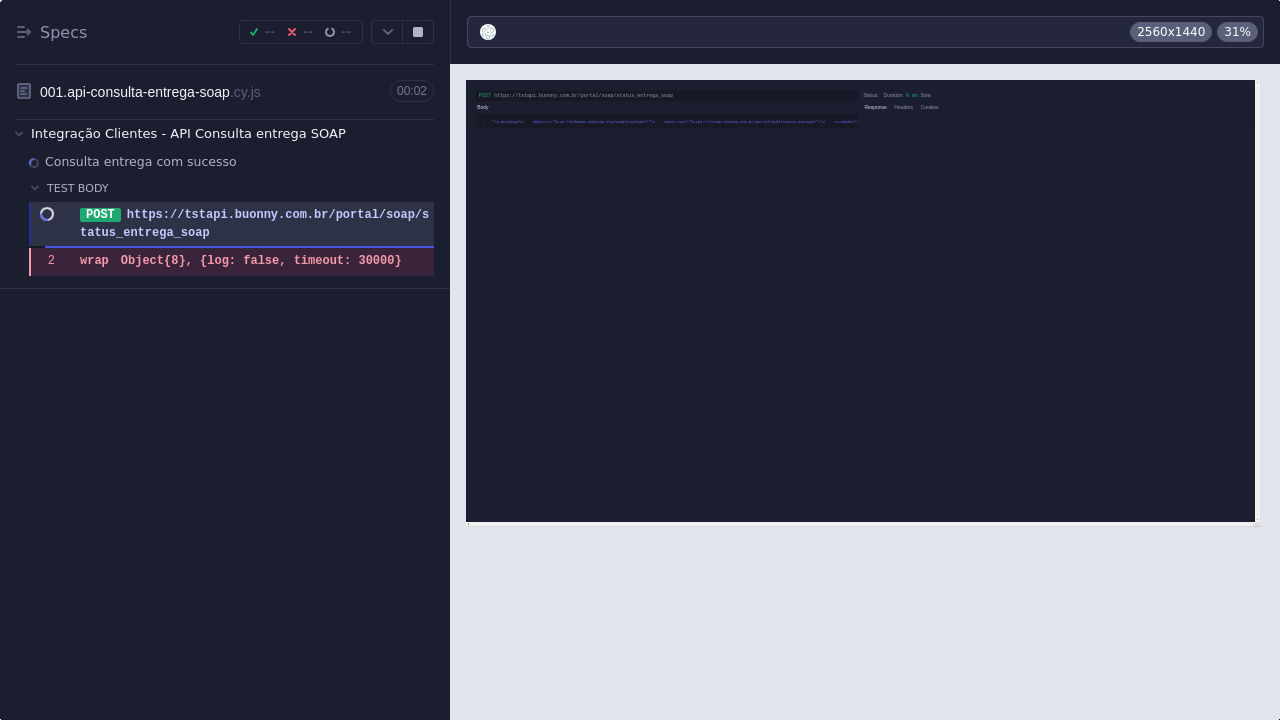 Specs
--
--
--
2560x1440
31%
001.api-consulta-entrega-soap.cy.js
00:02
Integração Cliente - API Consulta entrega SOAP
Consulta entrega com sucesso
TEST BODY
POST https://tstapi.buonny.com.br/portal/soap/s
tatus_entrega_soap
2 wrap Object{8}, {log: false, timeout: 30000}
POST https://tstapi.buonny.com.br/portal/soap/status_entrega_soap
Status: Duration: 0 ms Size:
Body
Response Headers Cookies